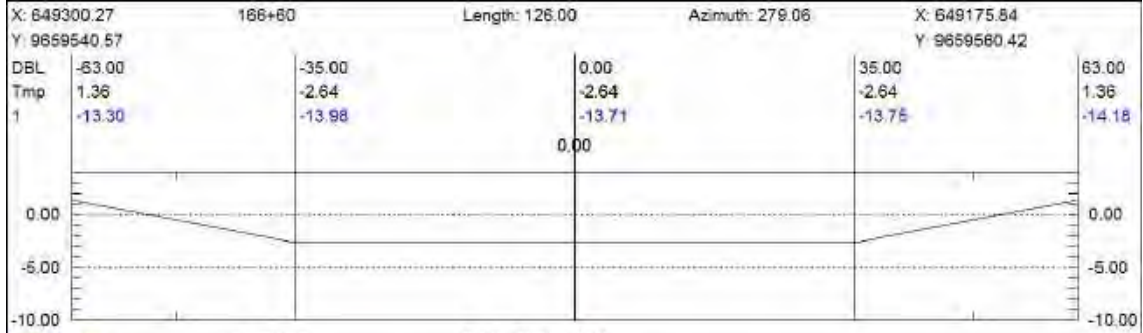 X: 649300.27 166+60 Length: 126.00 Azimuth: 279.06 X: 649175.84
Y: 9659540.57 Y: 9659560.42
DBL -63.00 -35.00 0.00 35.00 63.00
Tmp 1.36 -2.64 -2.64 -2.64 1.36
1 -13.30 -13.98 -13.71 -13.75 -14.18
0.00
0.00 0.00
-5.00 -5.00
-10.00 -10.00